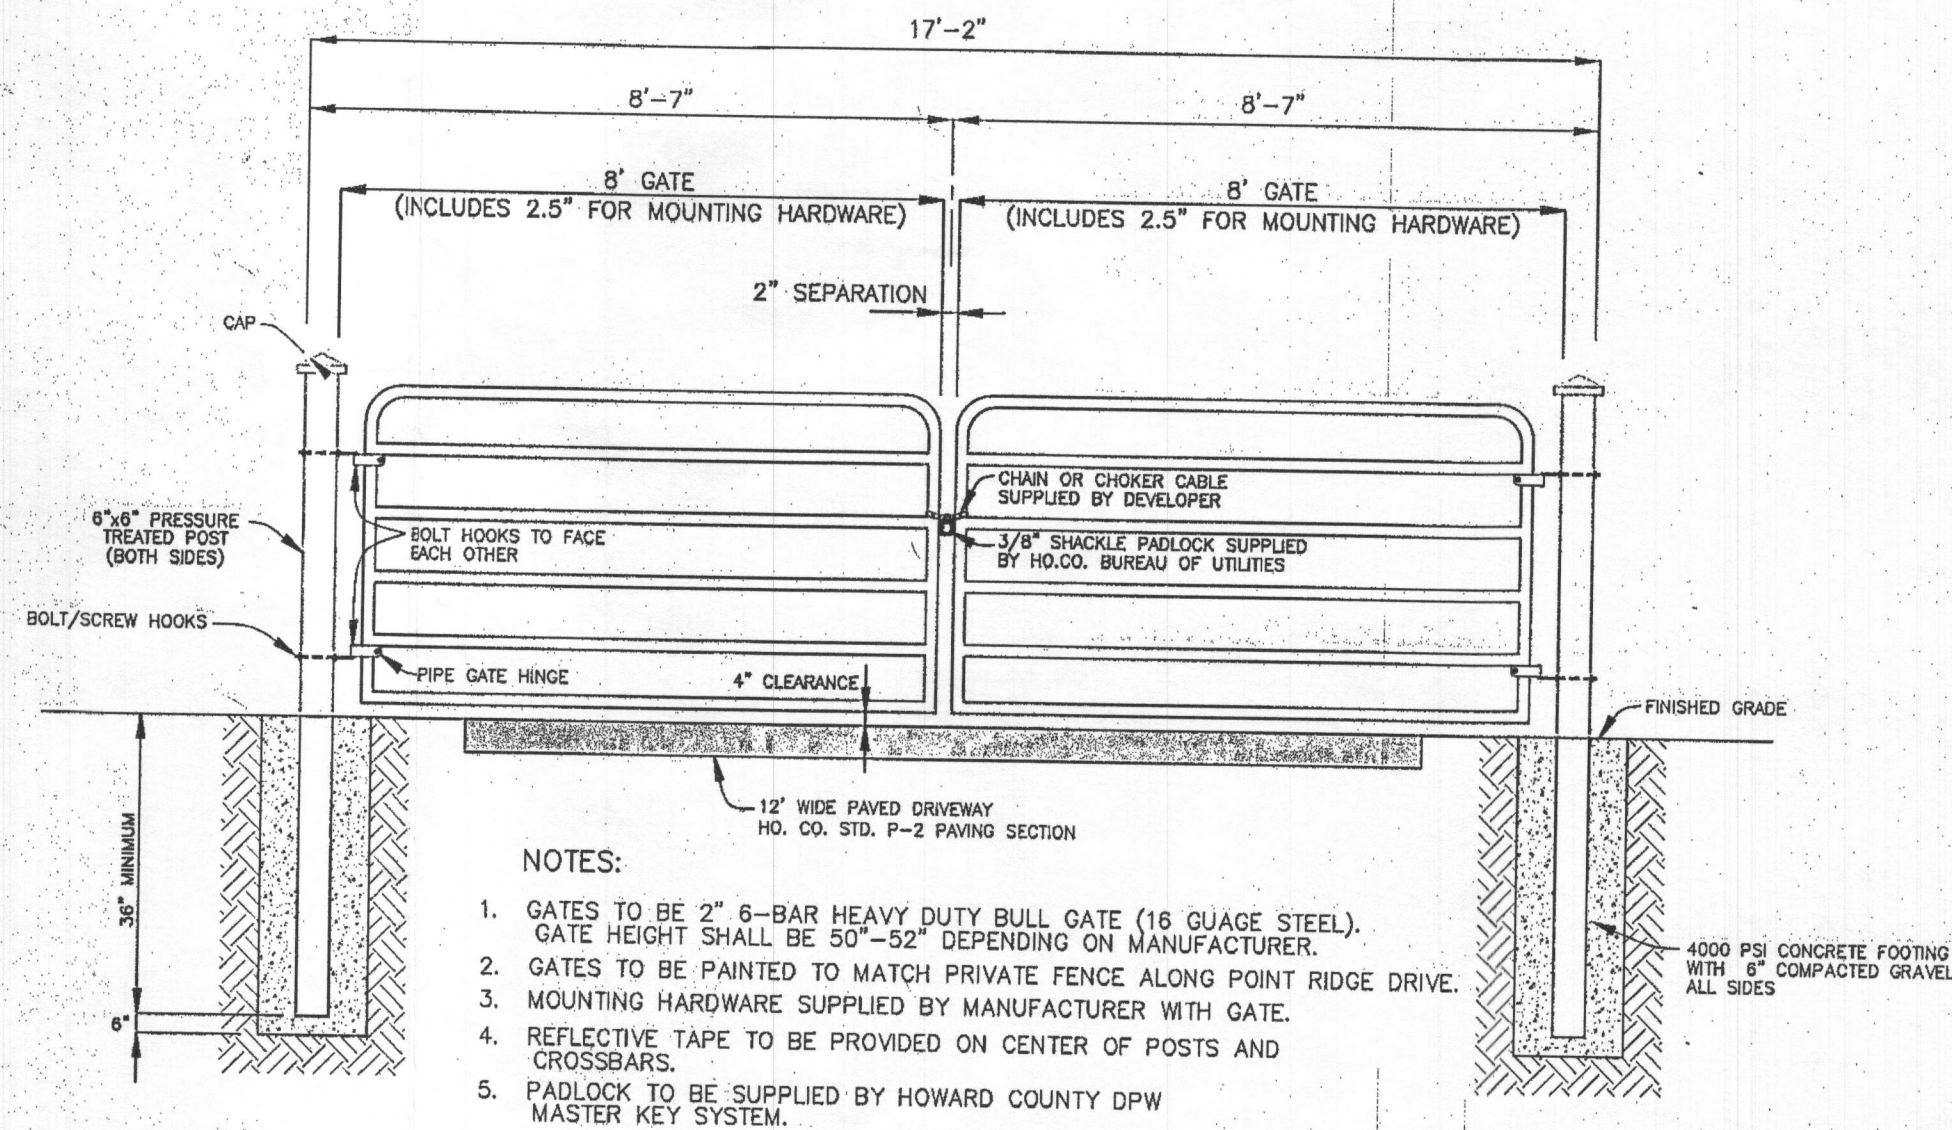 17'-2"
8'-7"
8'-7"
8' GATE
(INCLUDES 2.5" FOR MOUNTING HARDWARE)
8' GATE
(INCLUDES 2.5" FOR MOUNTING HARDWARE)
2" SEPARATION
CAP
CHAIN OR CHOKER CABLE
SUPPLIED BY DEVELOPER
6"x6" PRESSURE
TREATED POST
(BOTH SIDES)
BOLT HOOKS TO FACE
EACH OTHER
3/8" SHACKLE PADLOCK SUPPLIED
BY HO.CO. BUREAU OF UTILITIES
BOLT/SCREW HOOKS
PIPE GATE HINGE
4" CLEARANCE
FINISHED GRADE
12' WIDE PAVED DRIVEWAY
HO. CO. STD. P-2 PAVING SECTION
36" MINIMUM
6"
4000 PSI CONCRETE FOOTING
WITH 6" COMPACTED GRAVEL
ALL SIDES
NOTES:
1. GATES TO BE 2" 6-BAR HEAVY DUTY BULL GATE (16 GUAGE STEEL).
GATE HEIGHT SHALL BE 50"-52" DEPENDING ON MANUFACTURER.
2. GATES TO BE PAINTED TO MATCH PRIVATE FENCE ALONG POINT RIDGE DRIVE.
3. MOUNTING HARDWARE SUPPLIED BY MANUFACTURER WITH GATE.
4. REFLECTIVE TAPE TO BE PROVIDED ON CENTER OF POSTS AND
CROSSBARS.
5. PADLOCK TO BE SUPPLIED BY HOWARD COUNTY DPW
MASTER KEY SYSTEM.